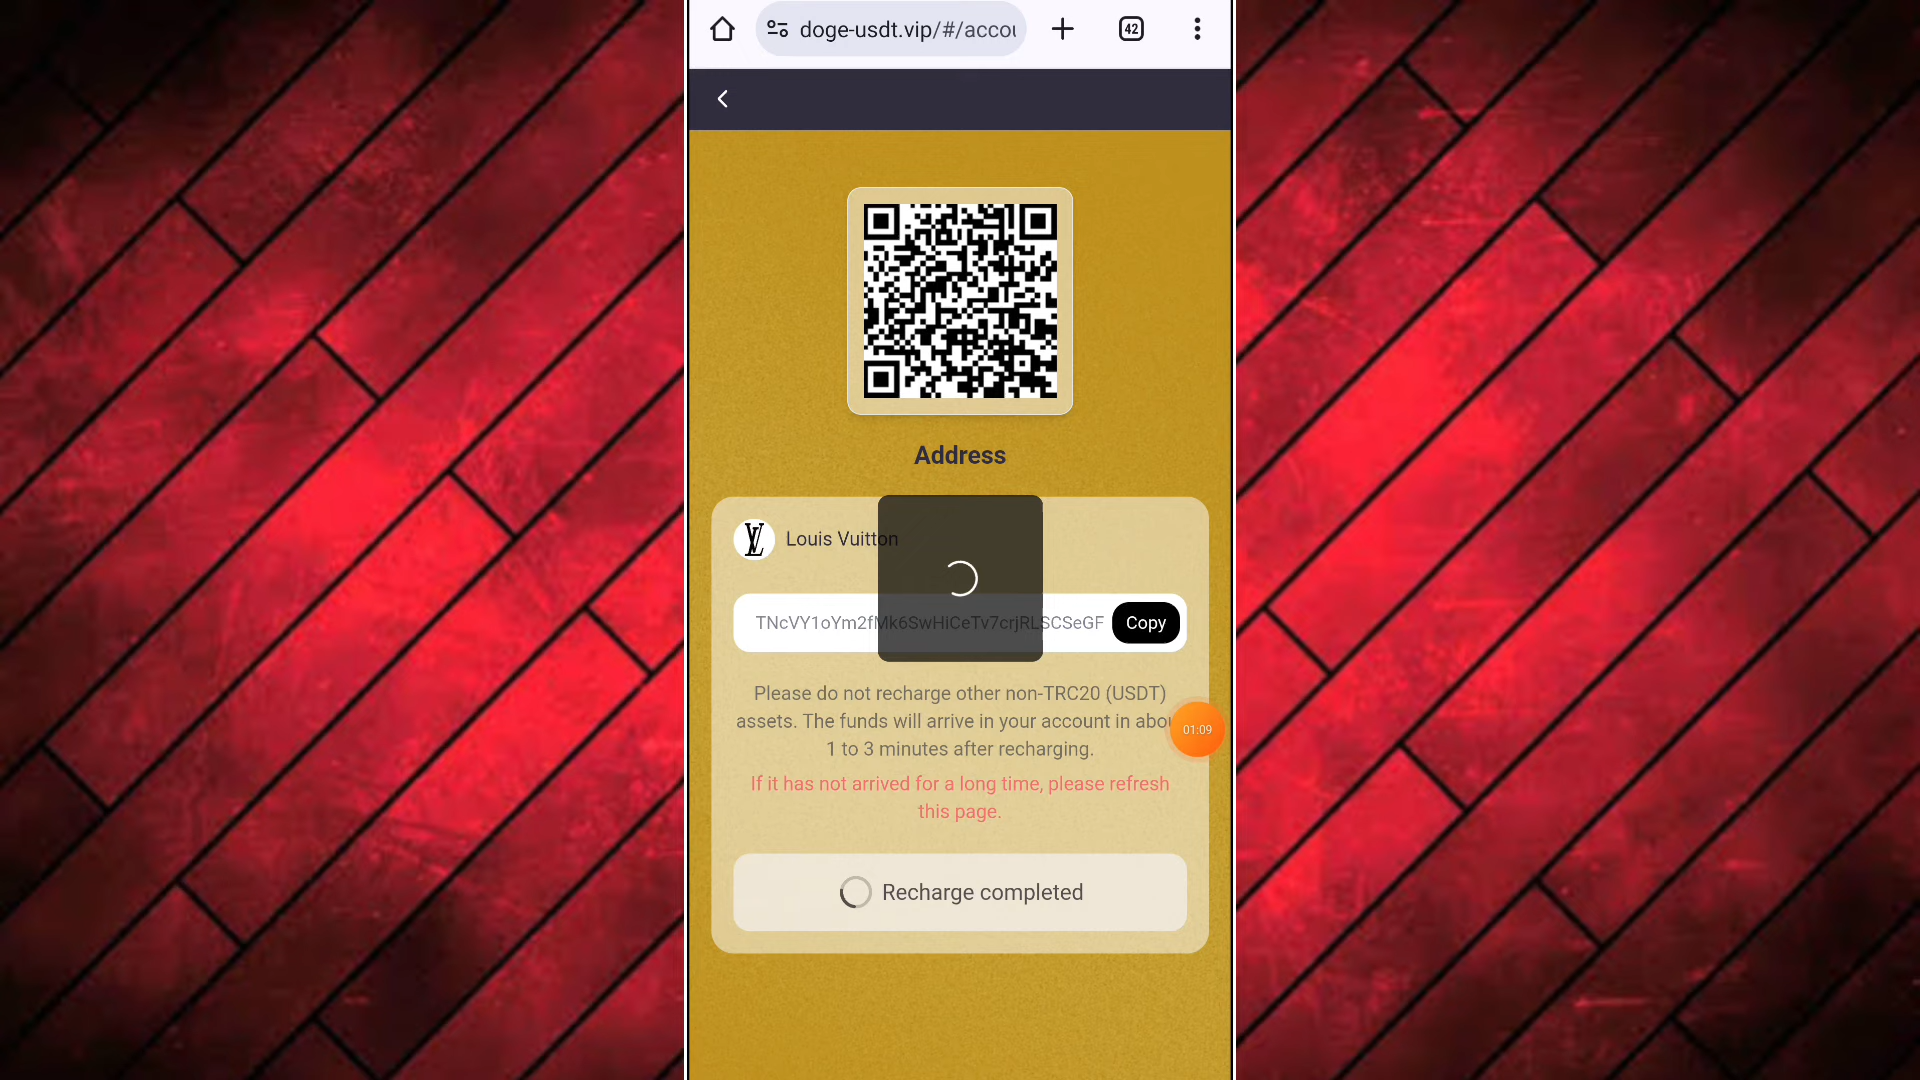 doge-usdt.vip/#/accou
42
Address
LV
Louis Vuitton
TNcVY1oYm2fMk6SwHiCeTv7crjRLSCSeGF
Copy
Please do not recharge other non-TRC20 (USDT)
assets. The funds will arrive in your account in abou
1 to 3 minutes after recharging.
01:09
If it has not arrived for a long time, please refresh
this page.
Recharge completed